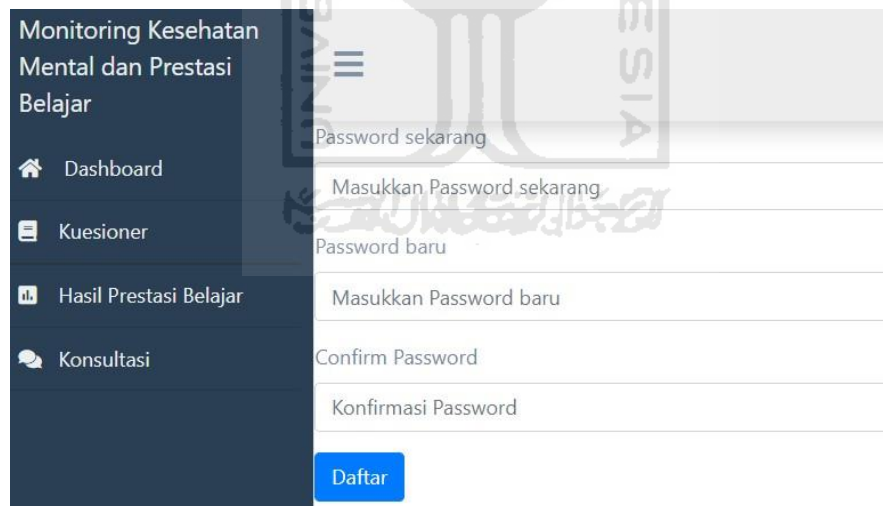 Monitoring Kesehatan
Mental dan Prestasi
Belajar
Dashboard
Kuesioner
Hasil Prestasi Belajar
Konsultasi
Password sekarang
Masukkan Password sekarang
Password baru
Masukkan Password baru
Confirm Password
Konfirmasi Password
Daftar